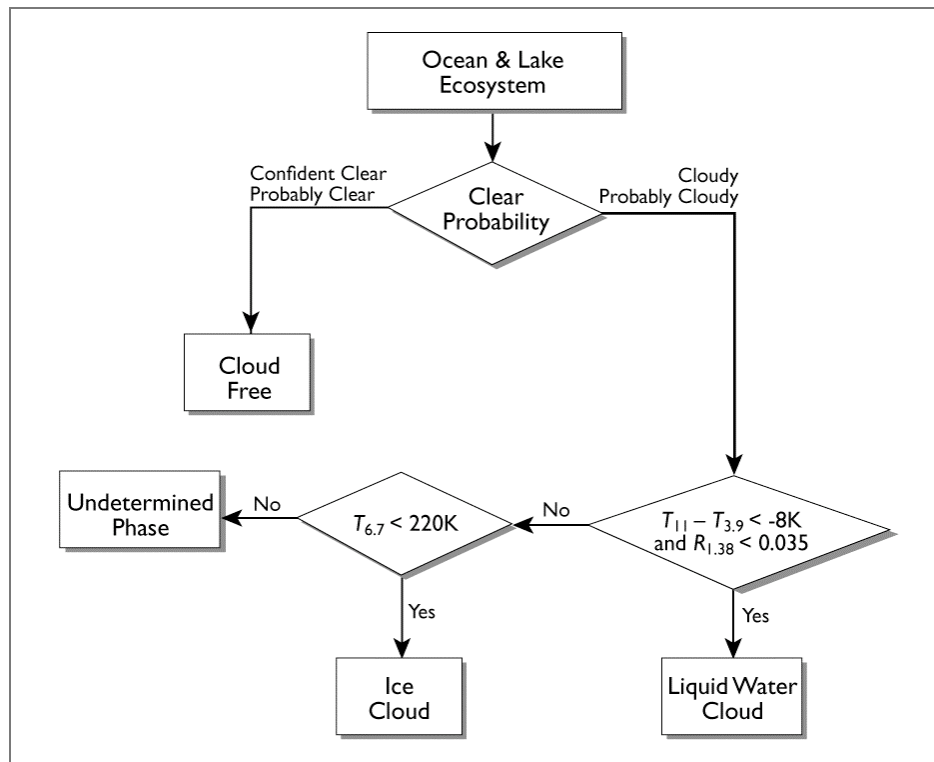 Ocean & Lake
Ecosystem
Confident Clear
Probably Clear
Clear
Probability
Cloudy
Probably Cloudy
Cloud
Free
Undetermined
Phase
No
T6.7 < 220K
No
T11 – T3.9 < -8K
and R1.38 < 0.035
Yes
Yes
Ice
Cloud
Liquid Water
Cloud